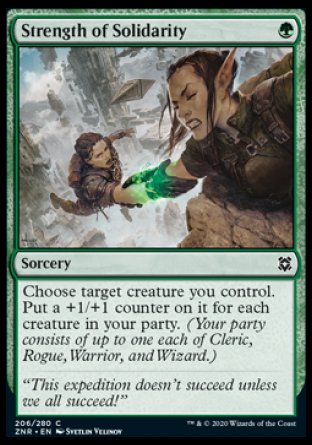 Strength of Solidarity
Sorcery
Choose target creature you control.
Put a +1/+1 counter on it for each
creature in your party. (Your party
consists of up to one each of Cleric,
Rogue, Warrior, and Wizard.)
"This expedition doesn't succeed unless
we all succeed!"
206/280 C
ZNR • EN Svetlin Velinov
™ & © 2020 Wizards of the Coast